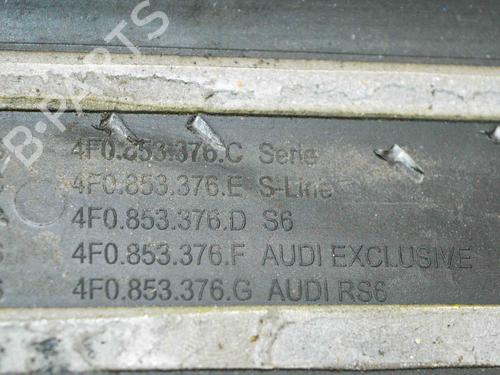 B-PARTS
4F0.853.376.C Serie
4F0.853.376.E S-Line
4F0.853.376.D S6
4F0.853.376.F AUDI EXCLUSIVE
4F0.853.376.G AUDI RS6